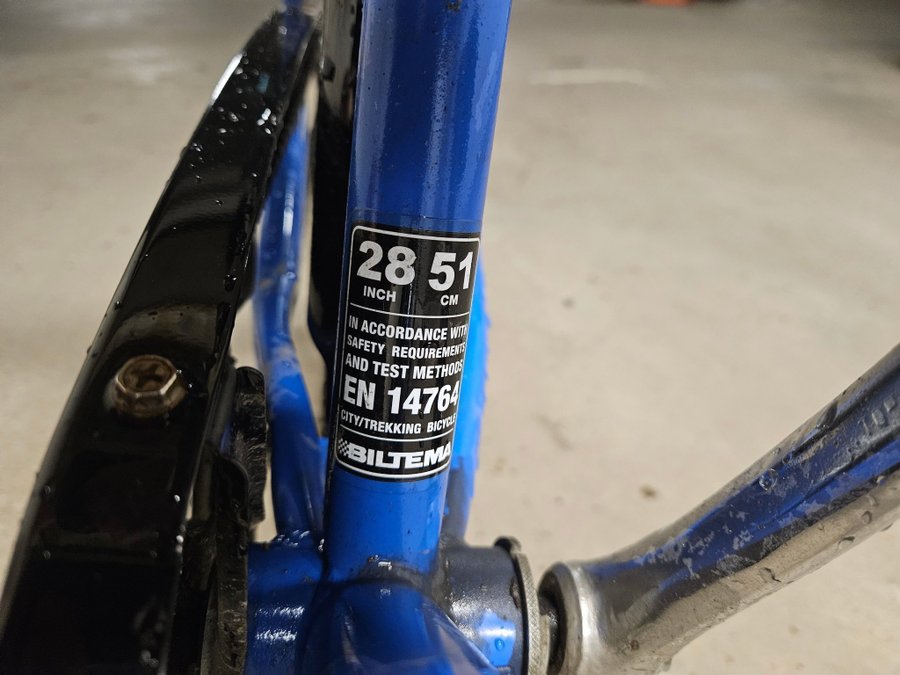 28 51
INCH CM
IN ACCORDANCE WITH
SAFETY REQUIREMENTS
AND TEST METHODS
EN 14764
CITY/TREKKING BICYCLE
BILTEMA